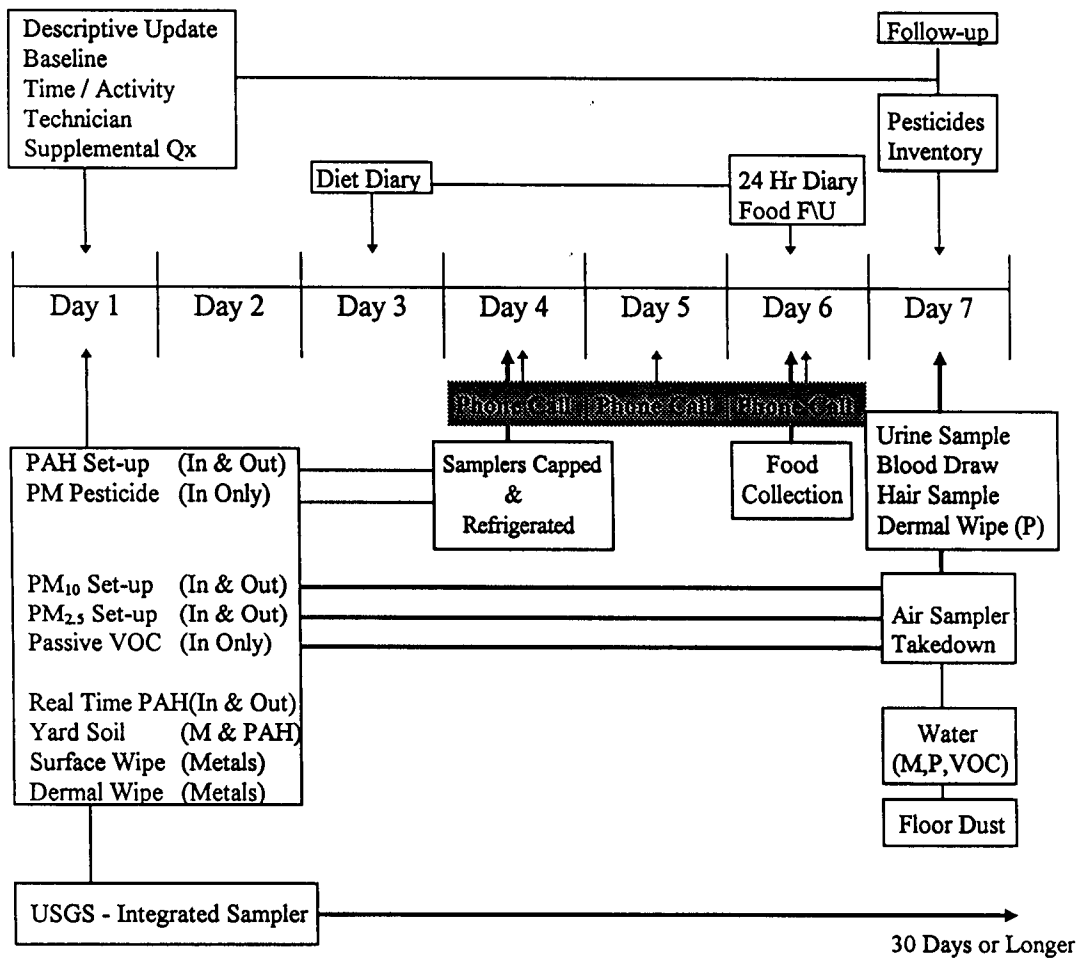 Descriptive Update
Baseline
Time / Activity
Technician
Supplemental Qx
Follow-up
Pesticides
Inventory
Diet Diary
24 Hr Diary
Food F\U
Day 1
Day 2
Day 3
Day 4
Day 5
Day 6
Day 7
Phone Call
Phone Call
Phone Call
PAH Set-up (In & Out)
PM Pesticide (In Only)
PM10 Set-up (In & Out)
PM2.5 Set-up (In & Out)
Passive VOC (In Only)
Real Time PAH(In & Out)
Yard Soil (M & PAH)
Surface Wipe (Metals)
Dermal Wipe (Metals)
Samplers Capped
&
Refrigerated
Food
Collection
Urine Sample
Blood Draw
Hair Sample
Dermal Wipe (P)
Air Sampler
Takedown
Water
(M,P,VOC)
Floor Dust
USGS - Integrated Sampler
30 Days or Longer